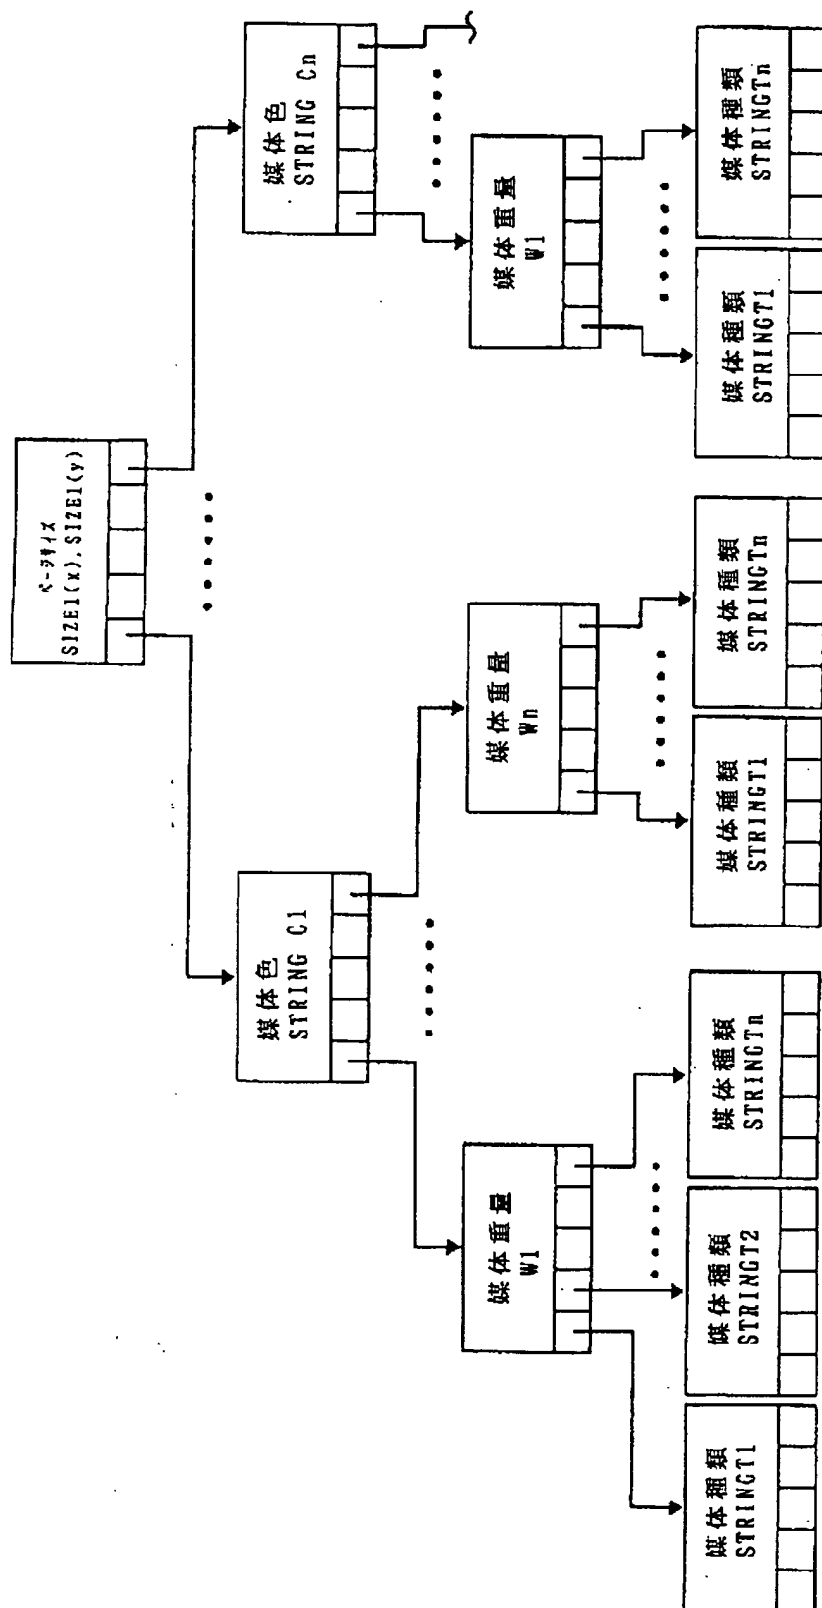 ページサイズ
SIZE1(x), SIZE1(y)
媒体色
STRING C1
媒体色
STRING Cn
媒体重量
W1
媒体重量
Wn
媒体重量
W1
媒体種類
STRINGT1
媒体種類
STRINGT2
媒体種類
STRINGTn
媒体種類
STRINGT1
媒体種類
STRINGTn
媒体種類
STRINGT1
媒体種類
STRINGTn